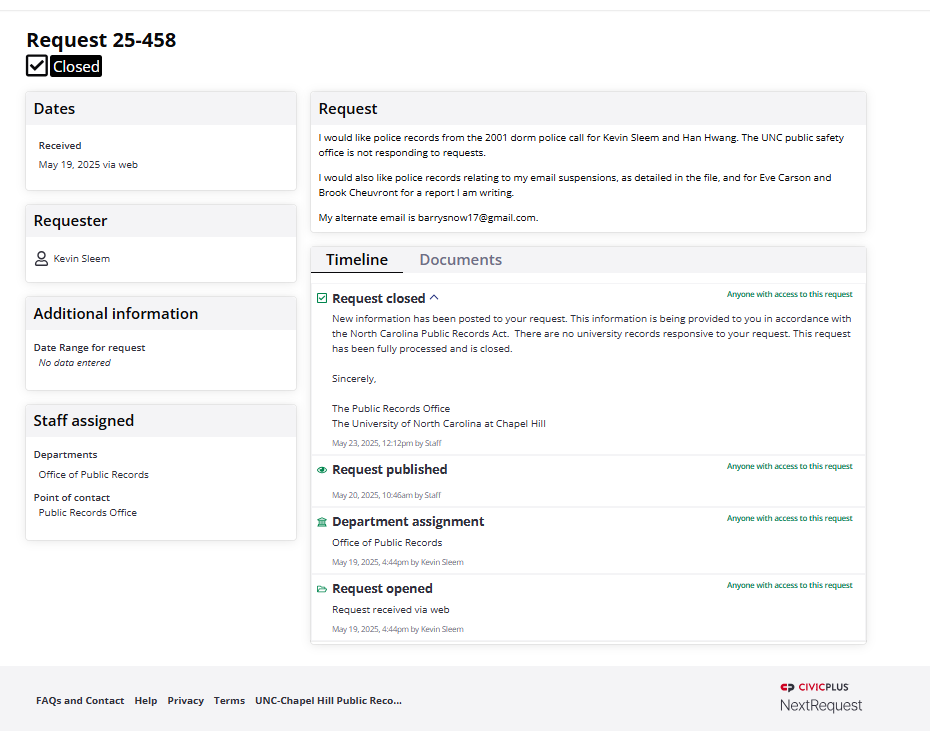 Request 25-458
Closed
Dates
Received
May 19, 2025 via web
Requester
Kevin Sleem
Additional information
Date Range for request
No data entered
Staff assigned
Departments
Office of Public Records
Point of contact
Public Records Office
Request
I would like police records from the 2001 dorm police call for Kevin Sleem and Han Hwang. The UNC public safety
office is not responding to requests.
I would also like police records relating to my email suspensions, as detailed in the file, and for Eve Carson and
Brook Cheuvront for a report I am writing.
My alternate email is barrysnow17@gmail.com.
Timeline Documents
Request closed Anyone with access to this request
New information has been posted to your request. This information is being provided to you in accordance with
the North Carolina Public Records Act.  There are no university records responsive to your request. This request
has been fully processed and is closed.
Sincerely,
The Public Records Office
The University of North Carolina at Chapel Hill
May 23, 2025, 12:12pm by Staff
Request published Anyone with access to this request
May 20, 2025, 10:46am by Staff
Department assignment Anyone with access to this request
Office of Public Records
May 19, 2025, 4:44pm by Kevin Sleem
Request opened Anyone with access to this request
Request received via web
May 19, 2025, 4:44pm by Kevin Sleem
FAQs and Contact Help Privacy Terms UNC-Chapel Hill Public Reco...
CIVICPLUS
NextRequest